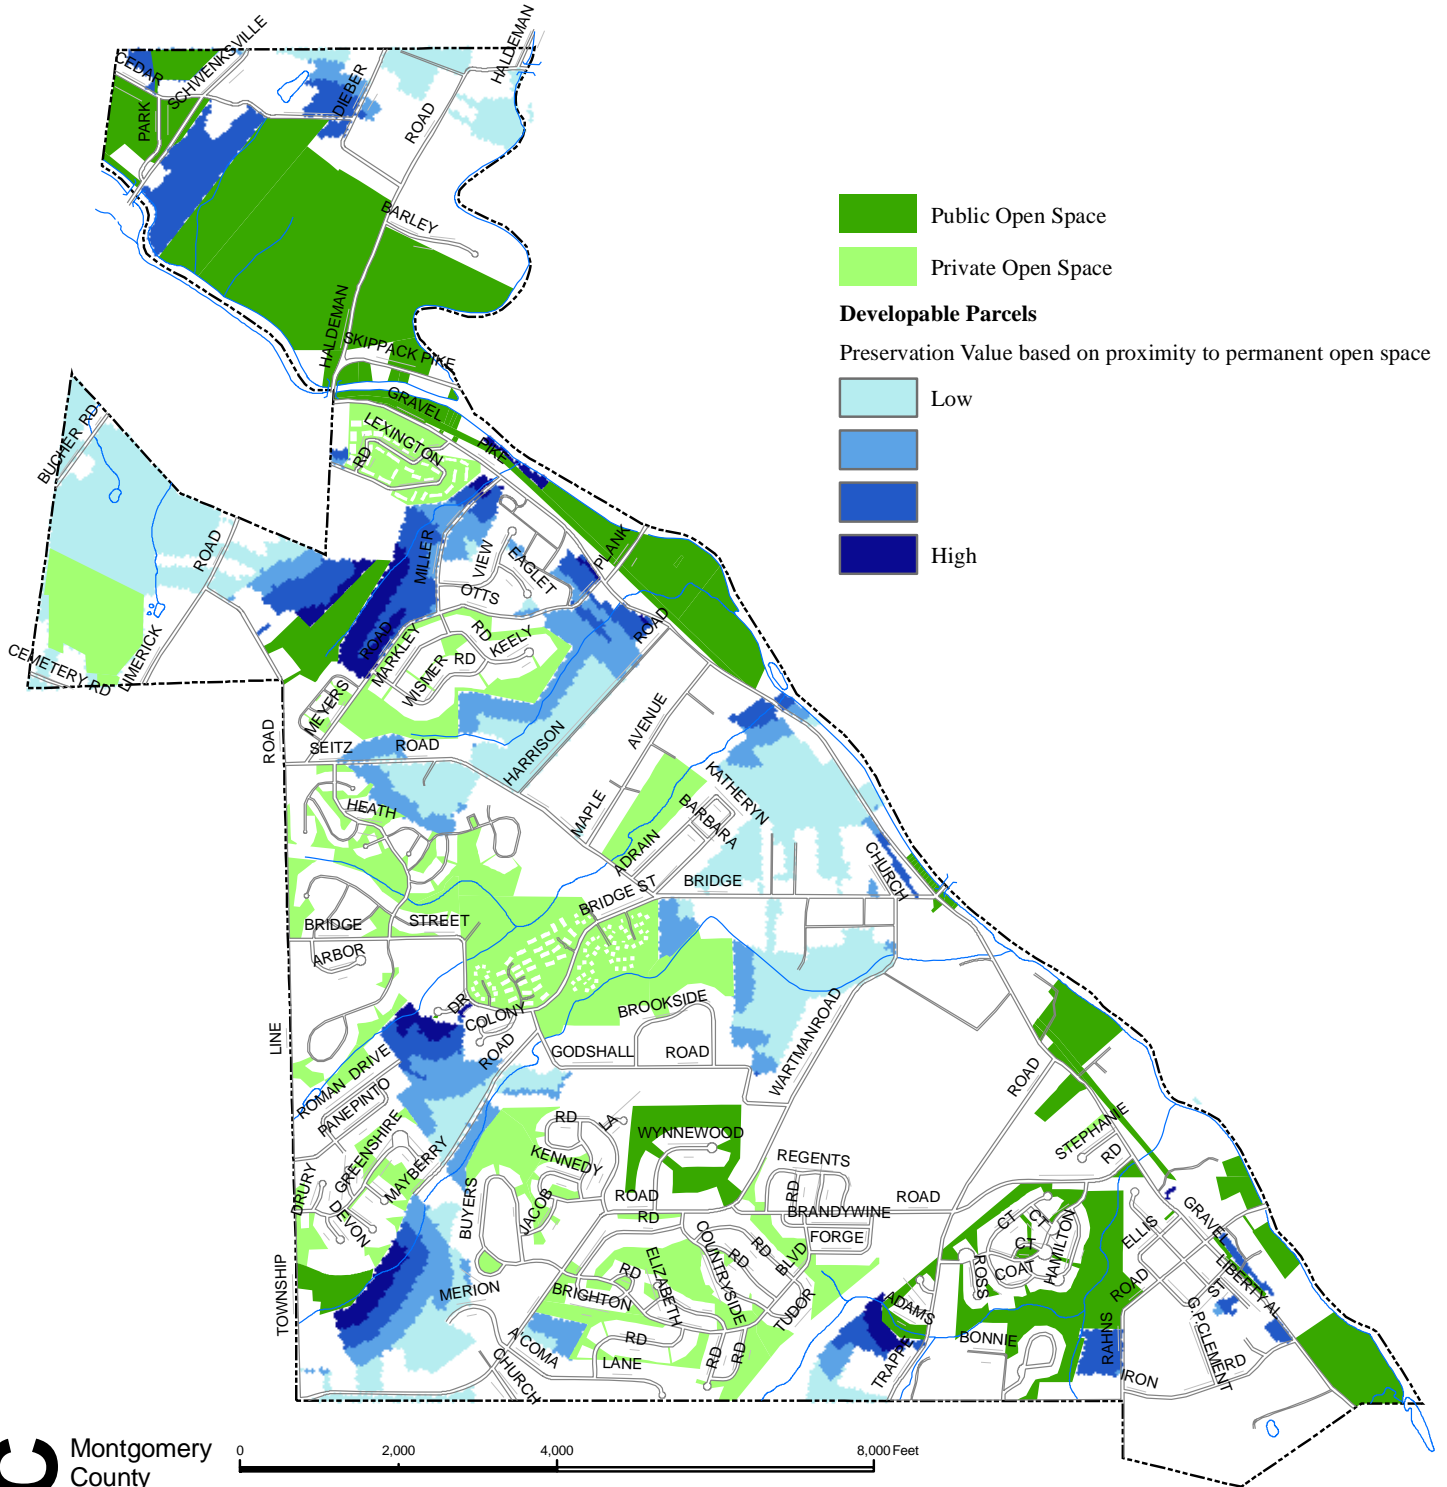 HALDEMAN
SCHWENKSVILLE
CEDAR
PARK
DIEBER
ROAD
BARLEY
HALDEMAN
SKIPPACK PIKE
GRAVEL
PIKE
LEXINGTON
RD
Public Open Space
Private Open Space
Developable Parcels
Preservation Value based on proximity to permanent open space
Low
High
BUCHER RD
ROAD
LIMERICK
CEMETERY RD
MILLER
ROAD
VIEW
EAGLET
PLANK
ROAD
OTTS
RD
KEELY
RD
MARKLEY
WISMER
MEYERS
SEITZ
ROAD
ROAD
HARRISON
AVENUE
MAPLE
KATHERYN
BARBARA
ADRAIN
HEATH
BRIDGE ST
BRIDGE
CHURCH
BRIDGE
STREET
ARBOR
DR
COLONY
ROAD
BROOKSIDE
GODSHALL
ROAD
WARTMANROAD
LINE
ROMAN DRIVE
PANEPINTO
GREENSHIRE
MAYBERRY
DRURY
DEVON
BUYERS
RD
LA
KENNEDY
JACOB
WYNNEWOOD
ROAD
RD
REGENTS
RD
BRANDYWINE
ROAD
FORGE
ROAD
STEPHANIE
RD
COUNTRYSIDE
RD
RD
BLVD
TUDOR
ELIZABETH
RD
BRIGHTON
MERION
A'COMA
CHURCH
RD
LANE
RD
RD
TOWNSHIP
CT
CT
CT
COAT
ROSS
HAMILTON
ADAMS
TRAPPE
BONNIE
RAHNS
ROAD
ELLIS
GRAVEL
LIBERTY AL
ST
G.P.CLEMENT
RD
IRON
C
Montgomery
County
0
2,000
4,000
8,000 Feet